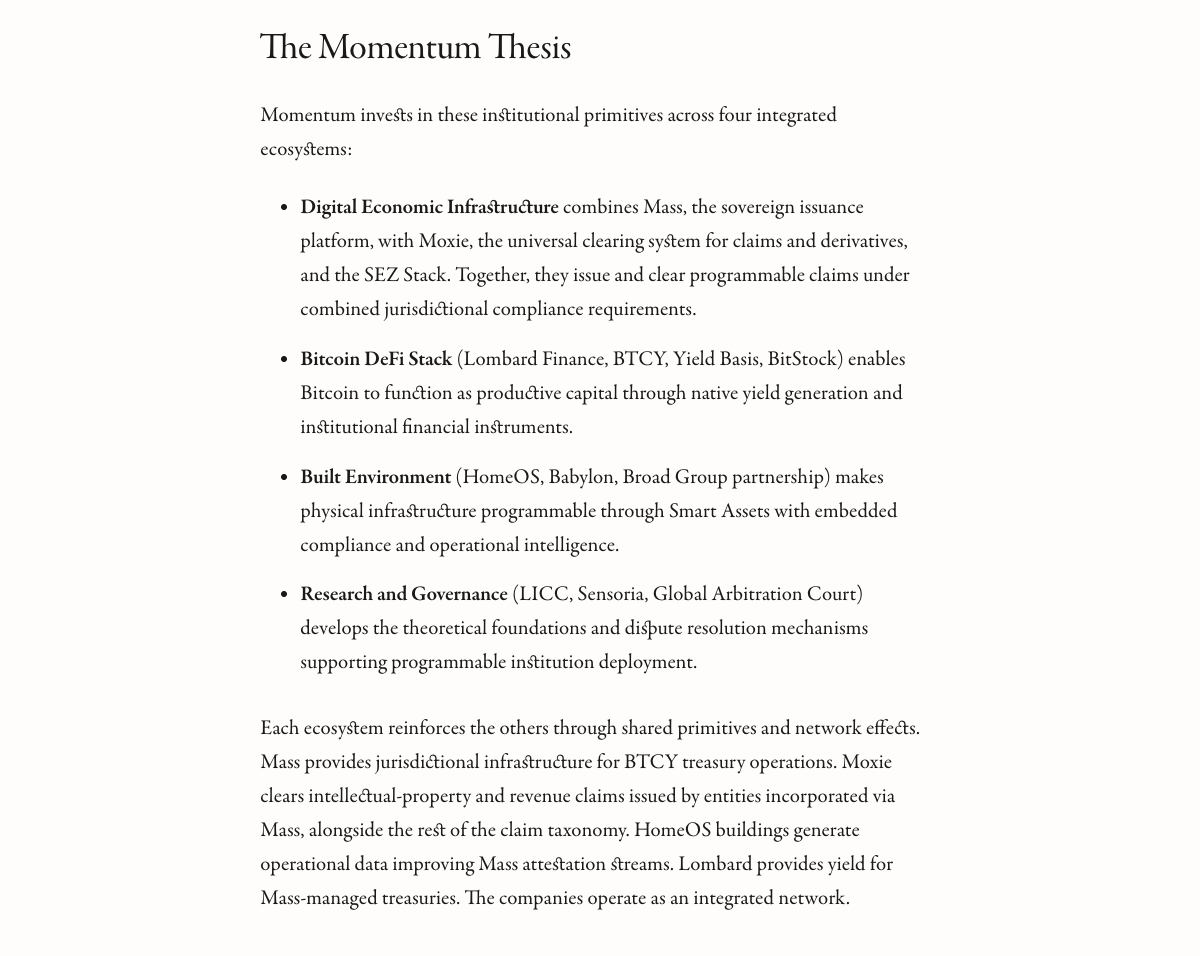 The Momentum Thesis
Momentum invests in these institutional primitives across four integrated
ecosystems:
• Digital Economic Infrastructure combines Mass, the sovereign issuance
platform, with Moxie, the universal clearing system for claims and derivatives,
and the SEZ Stack. Together, they issue and clear programmable claims under
combined jurisdictional compliance requirements.
• Bitcoin DeFi Stack (Lombard Finance, BTCY, Yield Basis, BitStock) enables
Bitcoin to function as productive capital through native yield generation and
institutional financial instruments.
• Built Environment (HomeOS, Babylon, Broad Group partnership) makes
physical infrastructure programmable through Smart Assets with embedded
compliance and operational intelligence.
• Research and Governance (LICC, Sensoria, Global Arbitration Court)
develops the theoretical foundations and dispute resolution mechanisms
supporting programmable institution deployment.
Each ecosystem reinforces the others through shared primitives and network effects.
Mass provides jurisdictional infrastructure for BTCY treasury operations. Moxie
clears intellectual-property and revenue claims issued by entities incorporated via
Mass, alongside the rest of the claim taxonomy. HomeOS buildings generate
operational data improving Mass attestation streams. Lombard provides yield for
Mass-managed treasuries. The companies operate as an integrated network.